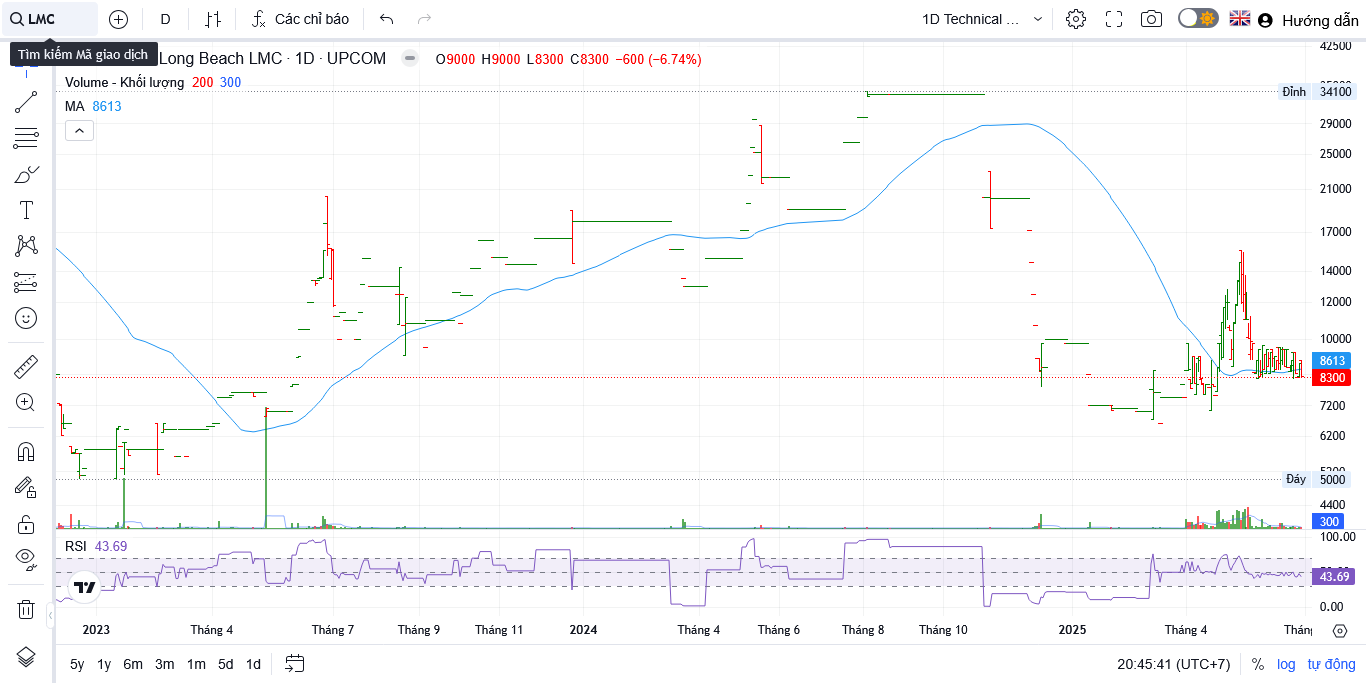 LMC D Các chỉ báo 1D Technical ... Hướng dẫn
Tìm kiếm Mã giao dịch
Long Beach LMC · 1D · UPCOM O9000 H9000 L8300 C8300 −600 (−6.74%)
Volume - Khối lượng 200 300
MA 8613
42500
Đỉnh 34100
29000
25000
21000
17000
14000
12000
10000
8613
8300
7200
6200
5200
Đáy 5000
4400
300
RSI 43.69
100.00
43.69
0.00
2023 Tháng 4 Tháng 7 Tháng 9 Tháng 11 2024 Tháng 4 Tháng 6 Tháng 8 Tháng 10 2025 Tháng 4
5y 1y 6m 3m 1m 5d 1d 20:45:41 (UTC+7) % log tự động